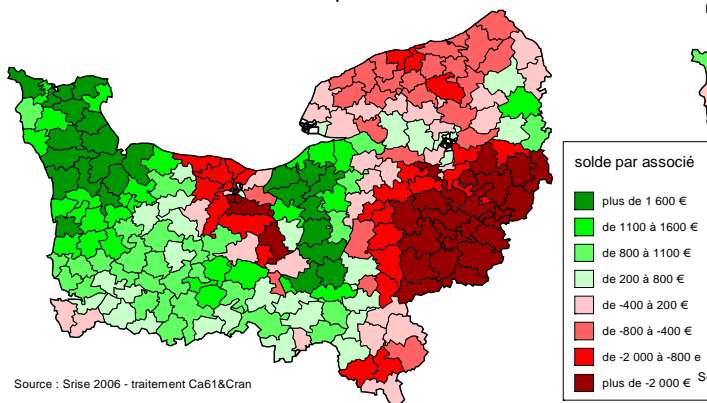 solde par associé
plus de 1 600 €
de 1100 à 1600 €
de 800 à 1100 €
de 200 à 800 €
de -400 à 200 €
de -800 à -400 €
de -2 000 à -800 e
plus de -2 000 €
Source : Srise 2006 - traitement Ca61&Cran